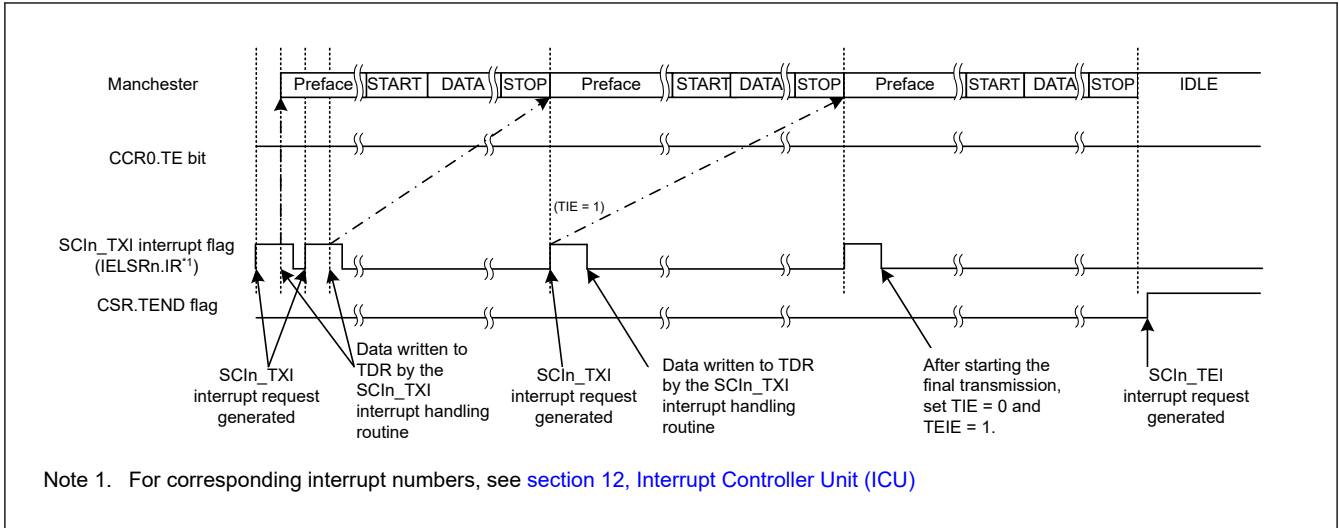 Manchester
Preface START DATA STOP Preface START DATA STOP Preface START DATA STOP IDLE
CCR0.TE bit
(TIE = 1)
SCIn_TXI interrupt flag
(IELSRn.IR*1)
CSR.TEND flag
SCIn_TXI
interrupt request
generated
Data written to
TDR by the
SCIn_TXI
interrupt handling
routine
SCIn_TXI
interrupt request
generated
Data written to TDR
by the SCIn_TXI
interrupt handling
routine
After starting the
final transmission,
set TIE = 0 and
TEIE = 1.
SCIn_TEI
interrupt request
generated
Note 1. For corresponding interrupt numbers, see section 12, Interrupt Controller Unit (ICU)